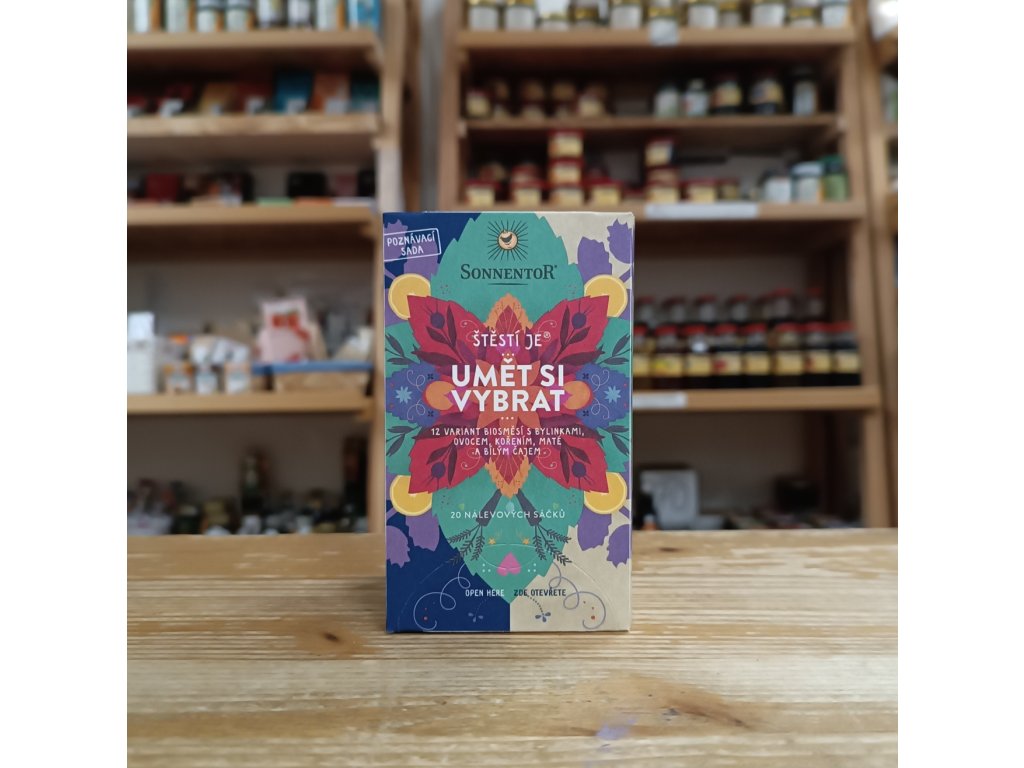 POZNÁVACÍ
SADA
SONNENTOR®
ŠTĚSTÍ JE®
UMĚT SI
VYBRAT
12 VARIANT BIOSMĚSÍ S BYLINKAMI,
OVOCEM, KOŘENÍM, MATÉ
A BÍLÝM ČAJEM
20 NÁLEVOVÝCH SÁČKŮ
OPEN HERE ZDE OTEVŘETE